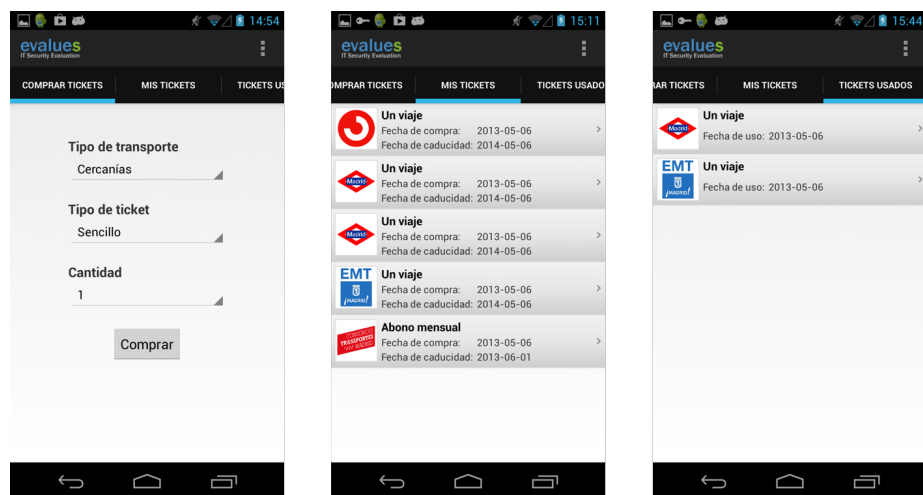 14:54
evalues
IT Security Evaluation
COMPRAR TICKETS MIS TICKETS TICKETS US
Tipo de transporte
Cercanías
Tipo de ticket
Sencillo
Cantidad
1
Comprar
15:11
evalues
IT Security Evaluation
OMPRAR TICKETS MIS TICKETS TICKETS USADO
Un viaje
Fecha de compra: 2013-05-06
Fecha de caducidad: 2014-05-06
Madrid
Un viaje
Fecha de compra: 2013-05-06
Fecha de caducidad: 2014-05-06
Madrid
Un viaje
Fecha de compra: 2013-05-06
Fecha de caducidad: 2014-05-06
EMT
¡MADRID!
Un viaje
Fecha de compra: 2013-05-06
Fecha de caducidad: 2014-05-06
CONSORCIO
TRANSPORTES
MADRID
Abono mensual
Fecha de compra: 2013-05-06
Fecha de caducidad: 2013-06-01
15:44
evalues
IT Security Evaluation
RAR TICKETS MIS TICKETS TICKETS USADOS
Madrid
Un viaje
Fecha de uso: 2013-05-06
EMT
¡MADRID!
Un viaje
Fecha de uso: 2013-05-06